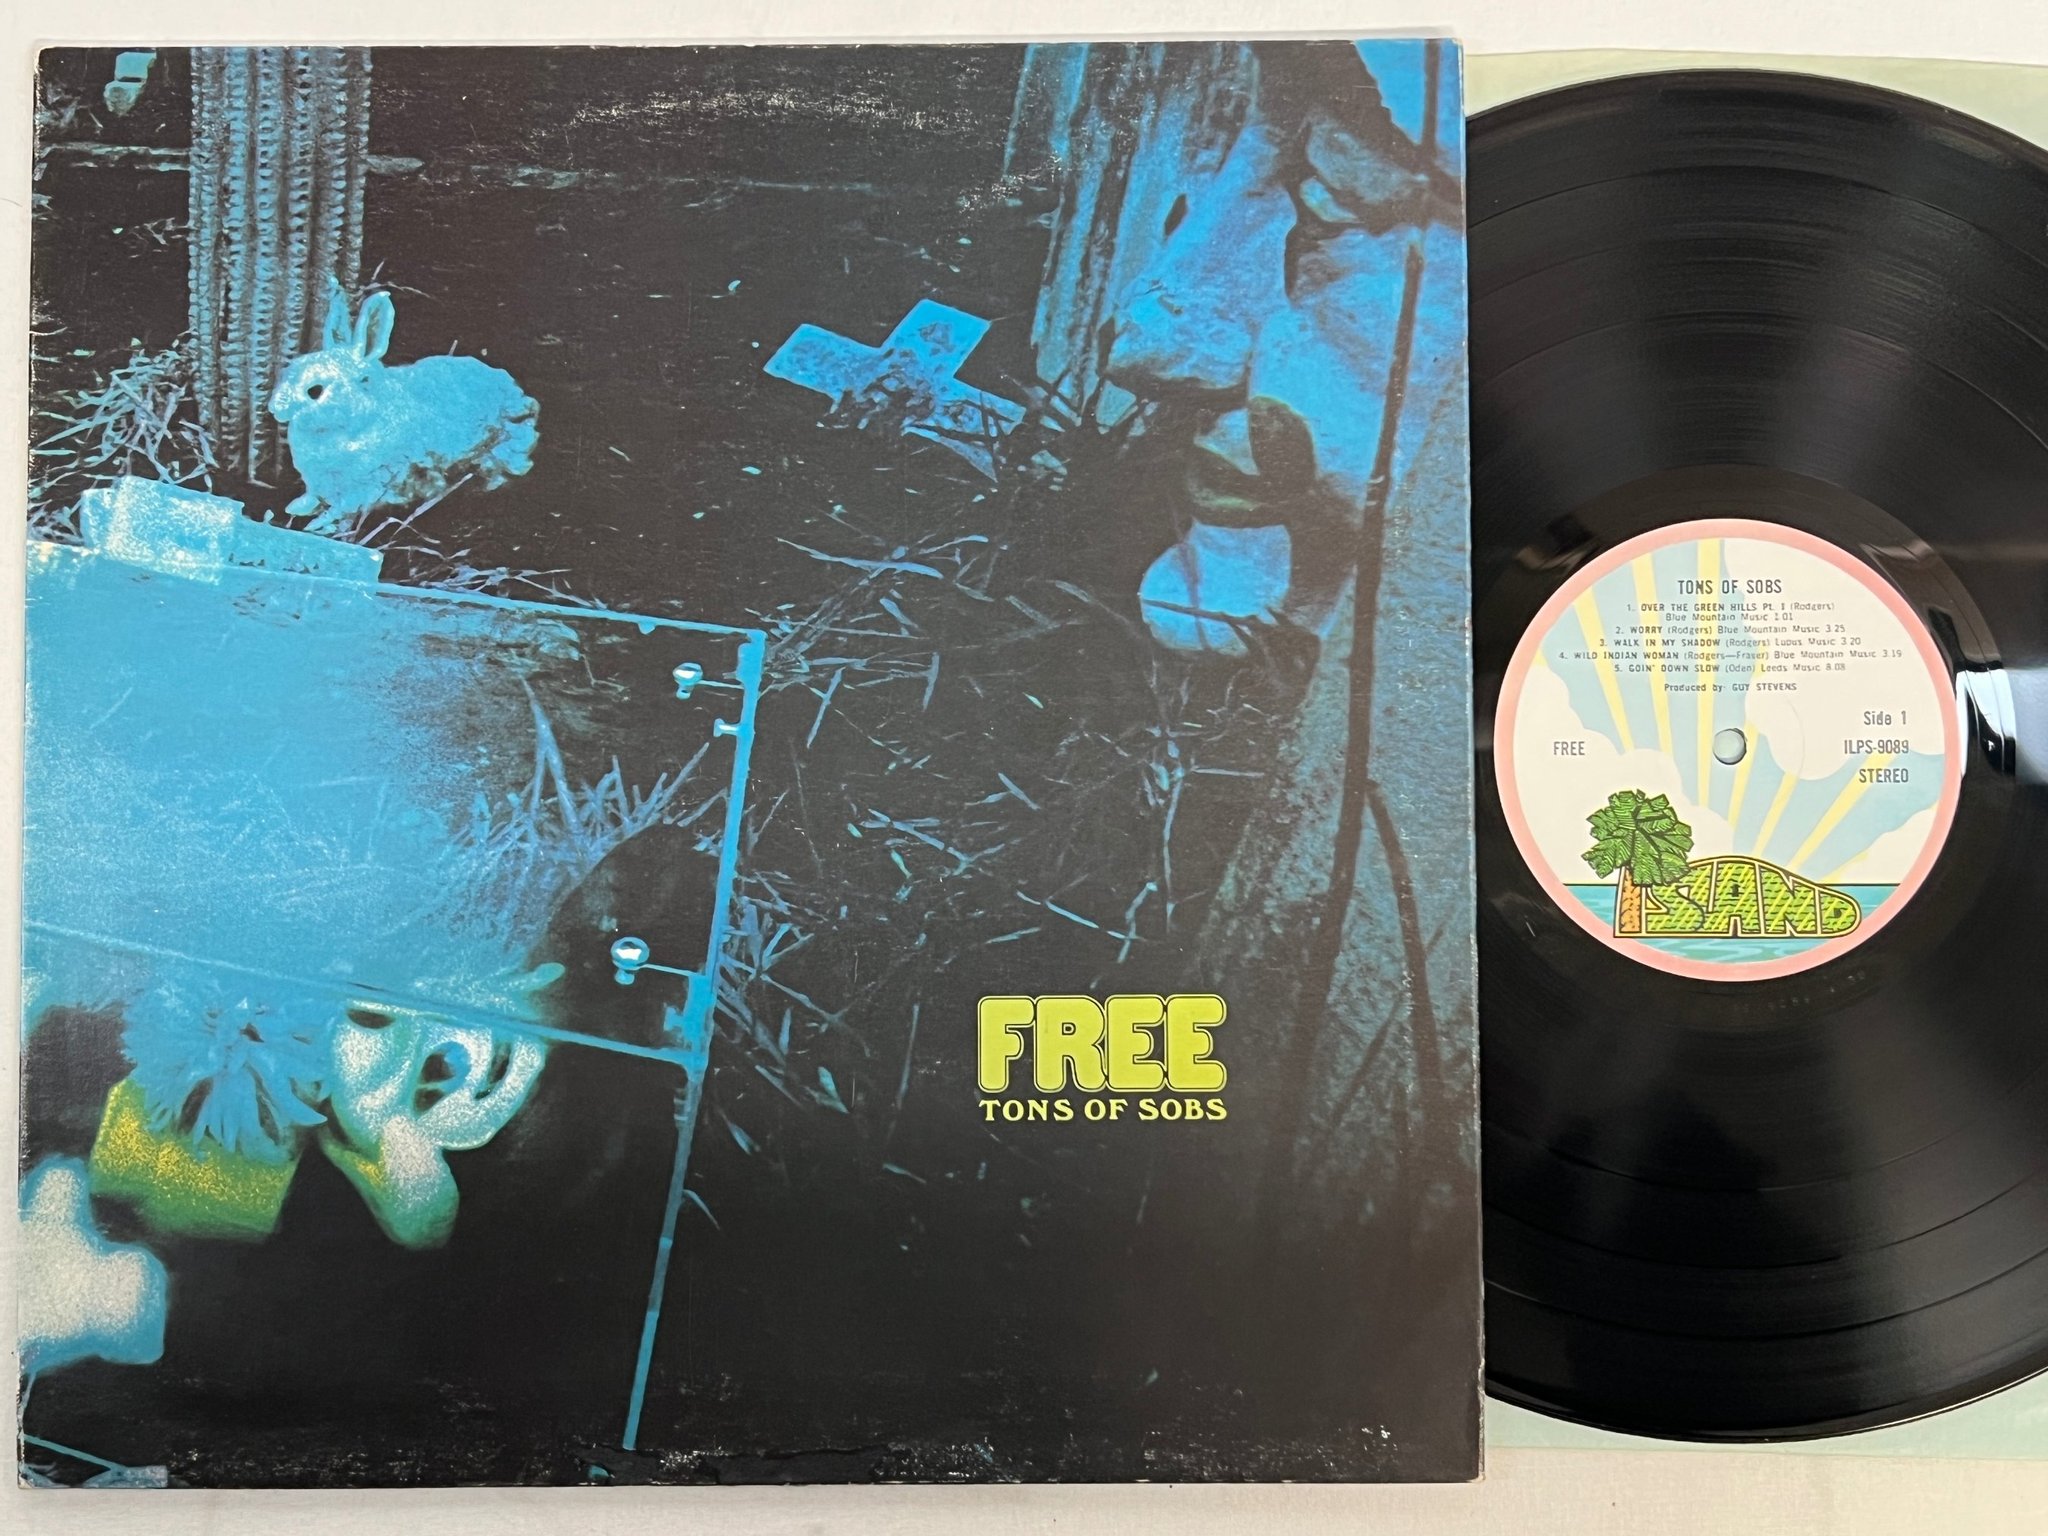 FREE
TONS OF SOBS
TONS OF SOBS
1. OVER THE GREEN HILLS Pt. I (Rodgers)
Blue Mountain Music 1.01
2. WORRY (Rodgers) Blue Mountain Music 3.25
3. WALK IN MY SHADOW (Rodgers) Lupus Music 3.20
4. WILD INDIAN WOMAN (Rodgers—Fraser) Blue Mountain Music 3.19
5. GOIN' DOWN SLOW (Oden) Leeds Music 8.08
Produced by: GUY STEVENS
Side 1
FREE
ILPS-9089
STEREO
ISLAND